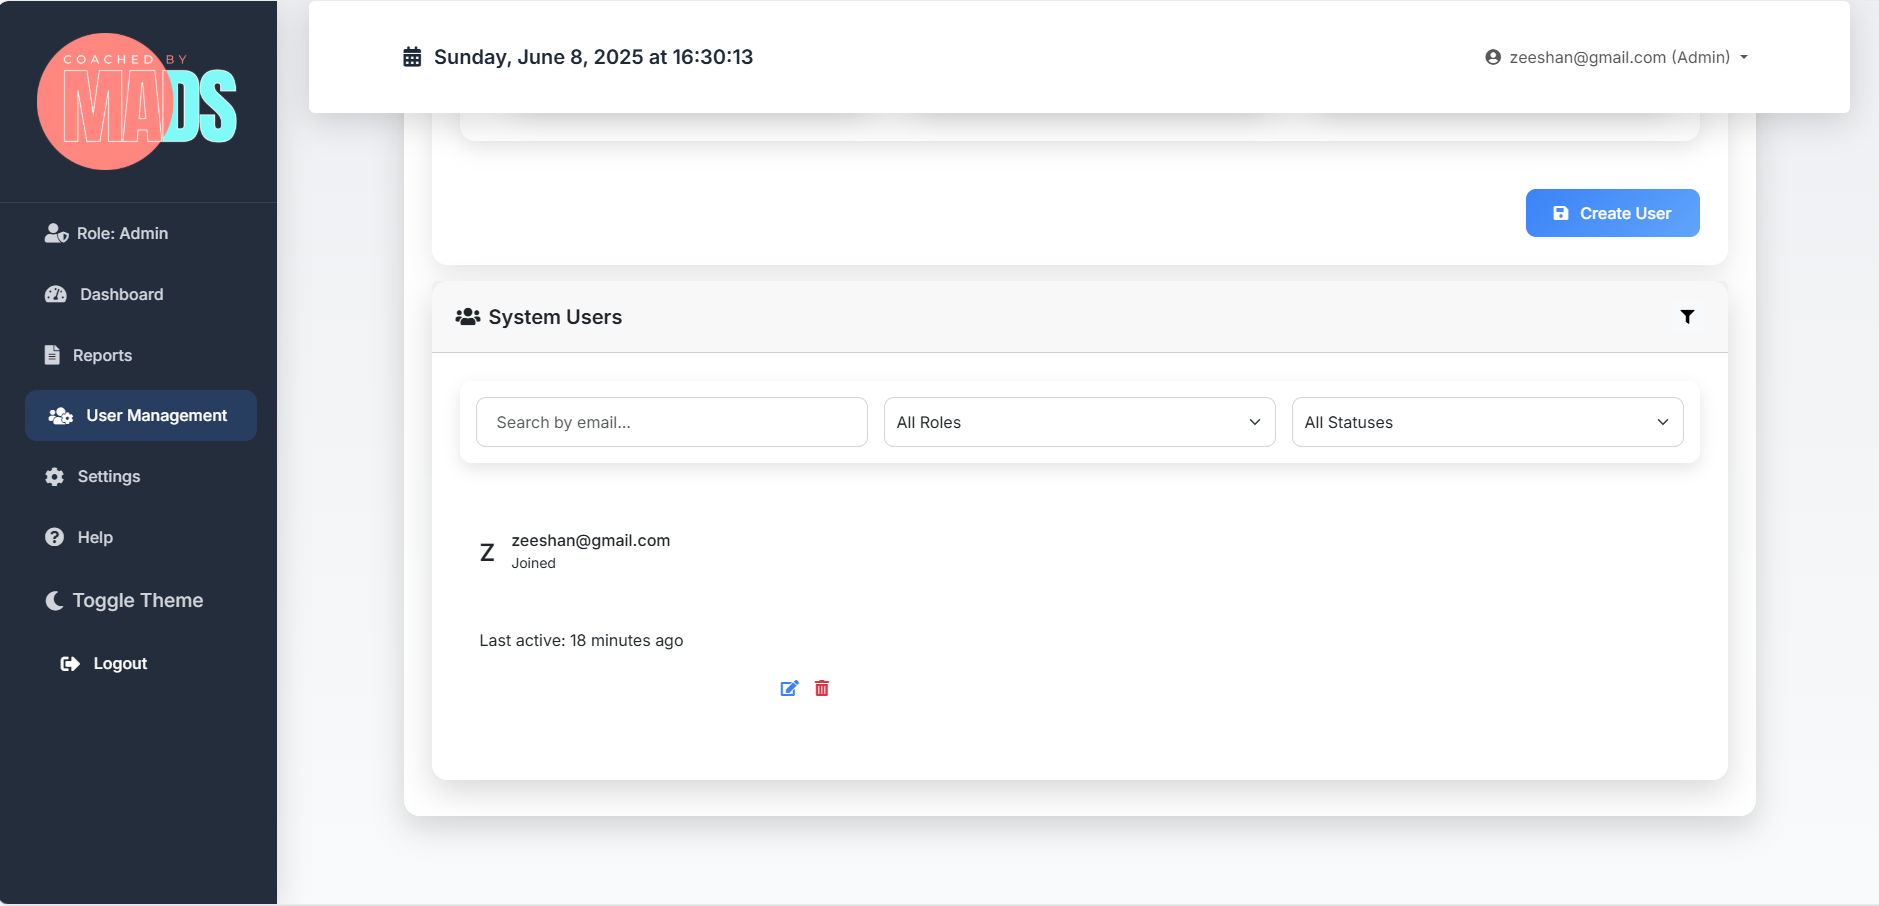 COACHED BY
MADS
Role: Admin
Dashboard
Reports
User Management
Settings
Help
Toggle Theme
Logout
Sunday, June 8, 2025 at 16:30:13
zeeshan@gmail.com (Admin)
Create User
System Users
Search by email...
All Roles
All Statuses
Z
zeeshan@gmail.com
Joined
Last active: 18 minutes ago